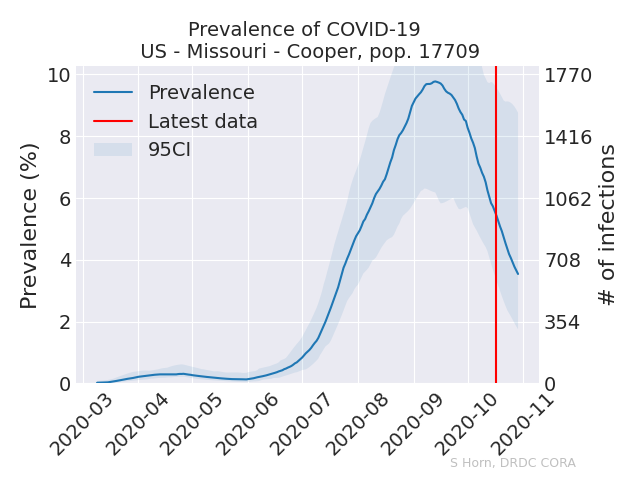 Prevalence of COVID-19
US - Missouri - Cooper, pop. 17709
Prevalence
Latest data
95CI
Prevalence (%)
10
8
6
4
2
0
1770
1416
1062
708
354
0
# of infections
2020-03
2020-04
2020-05
2020-06
2020-07
2020-08
2020-09
2020-10
2020-11
S Horn, DRDC CORA